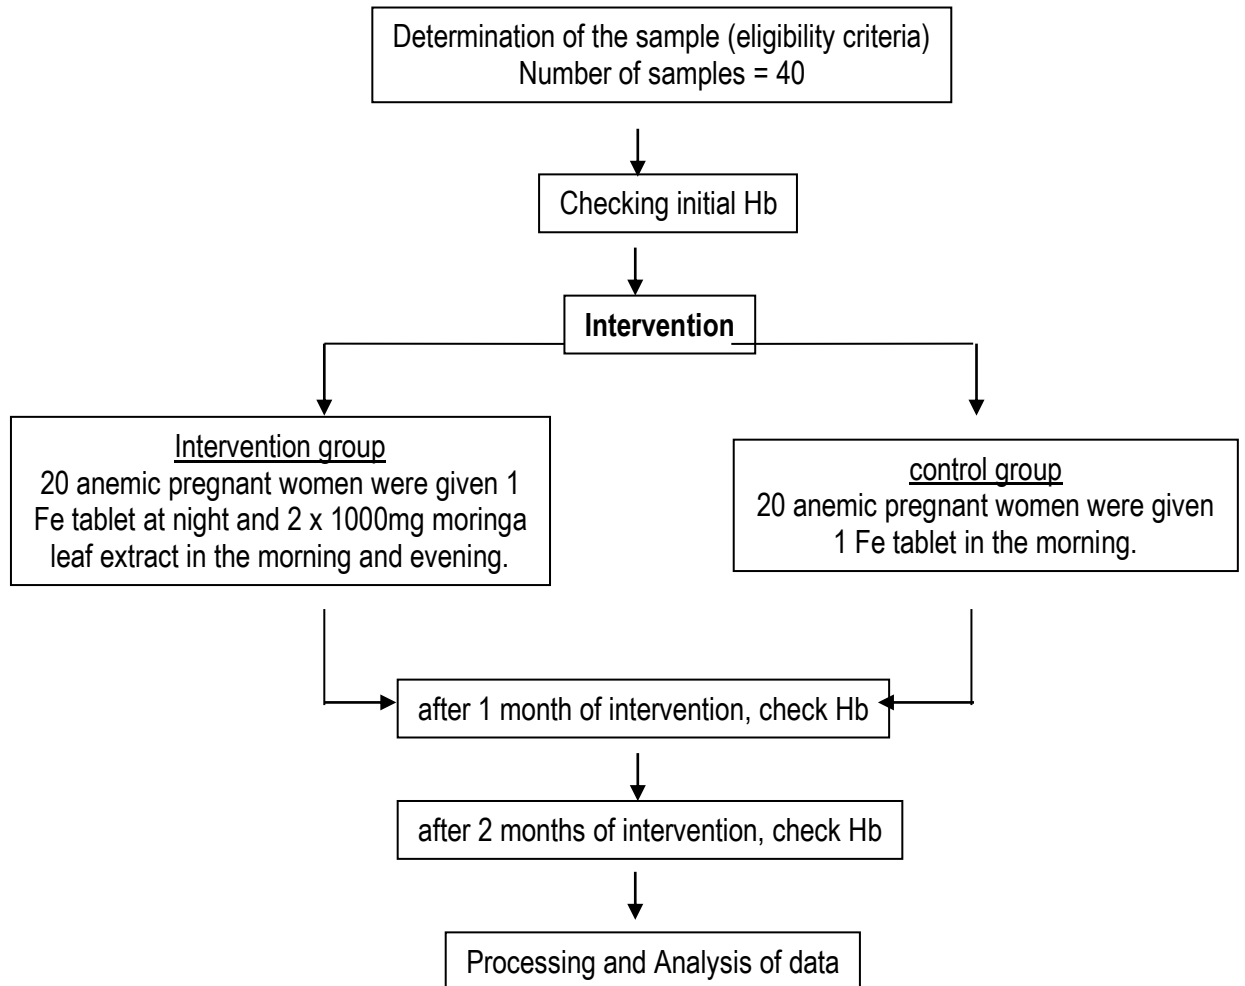 Determination of the sample (eligibility criteria)
Number of samples = 40
Checking initial Hb
Intervention
Intervention group
20 anemic pregnant women were given 1
Fe tablet at night and 2 x 1000mg moringa
leaf extract in the morning and evening.
control group
20 anemic pregnant women were given
1 Fe tablet in the morning.
after 1 month of intervention, check Hb
after 2 months of intervention, check Hb
Processing and Analysis of data